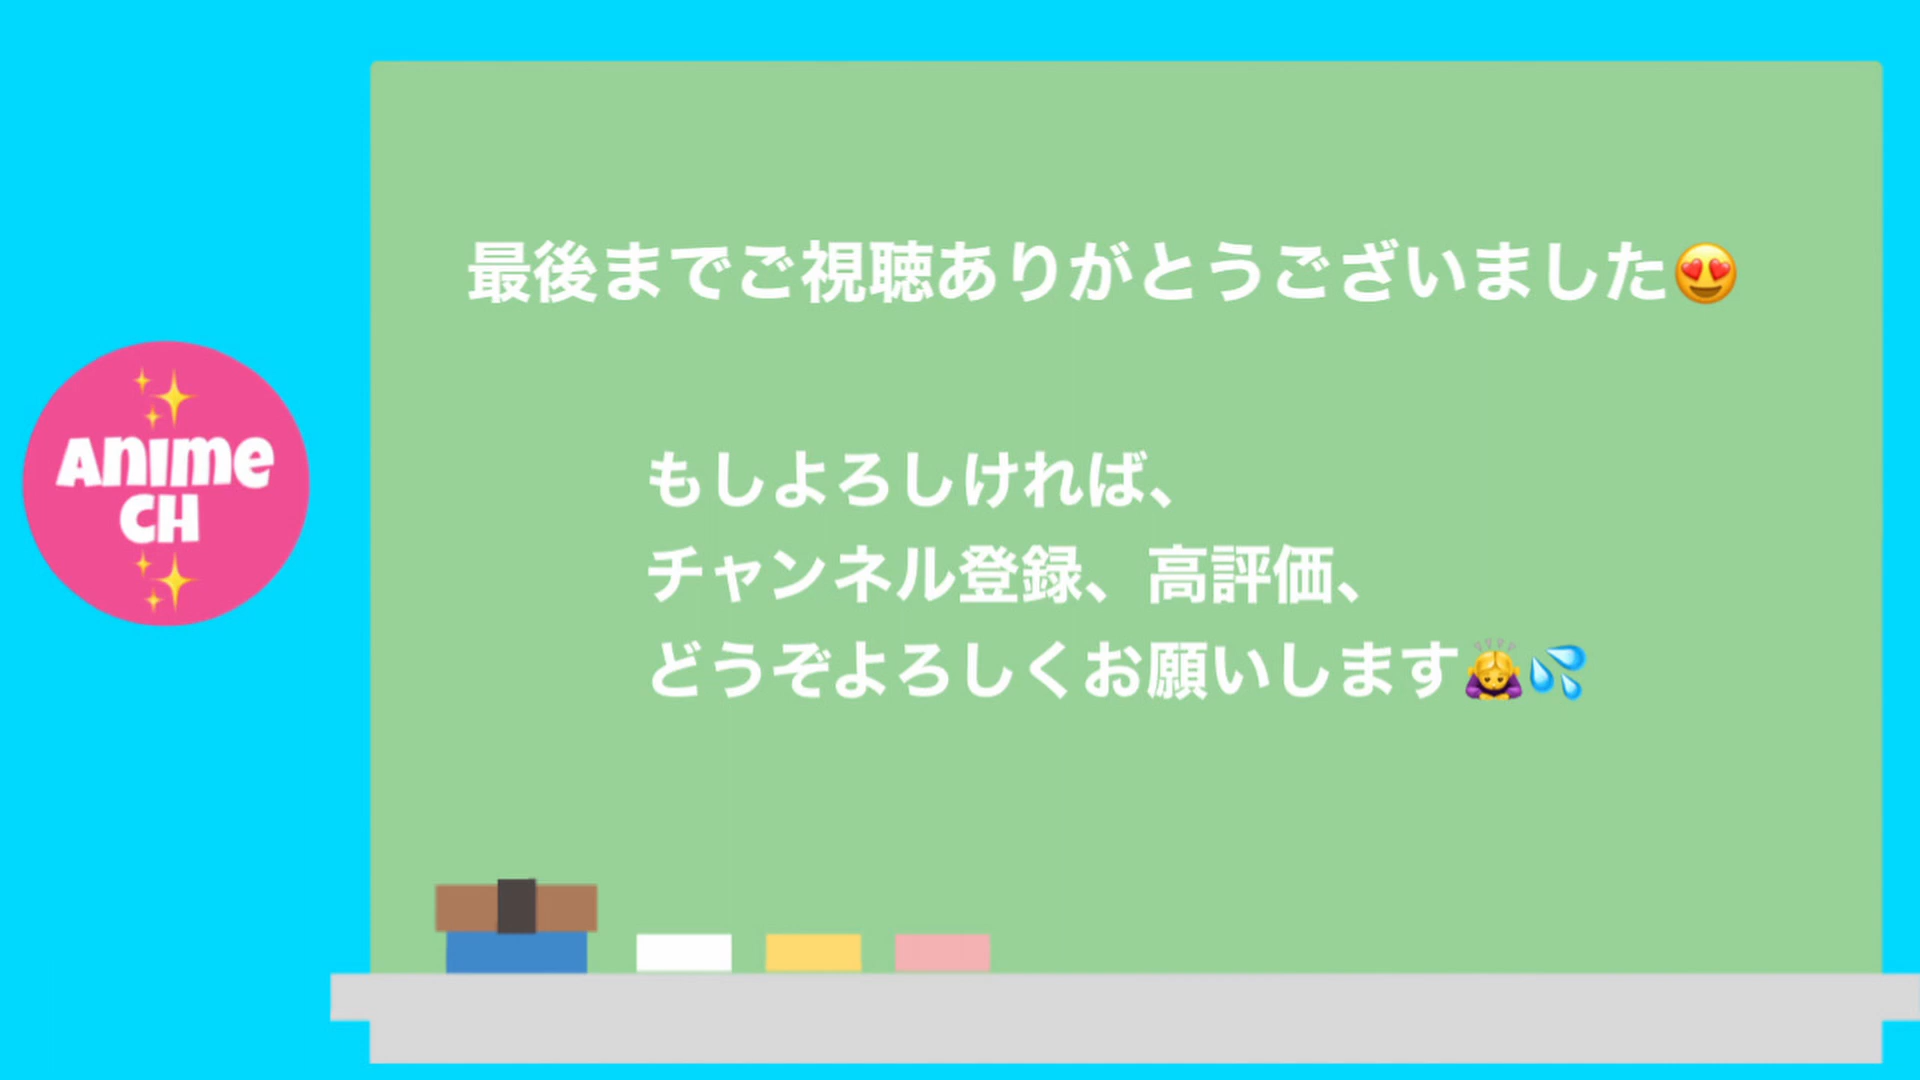 最後までご視聴ありがとうございました😍
Anime
CH
もしよろしければ、
チャンネル登録、高評価、
どうぞよろしくお願いします🙇‍♀️💦